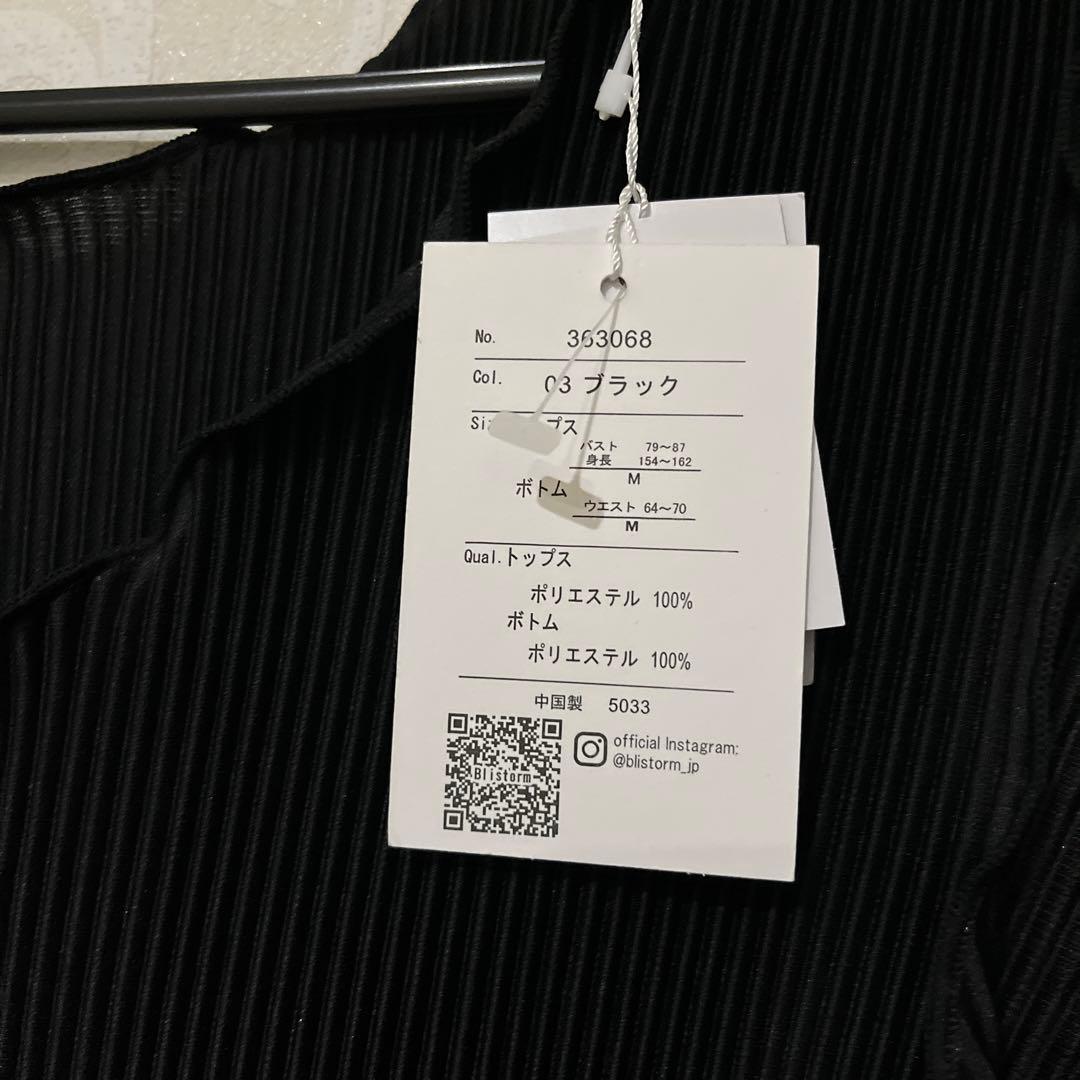 No. 363068
Col. 03 ブラック
バスト 79～87
身長 154～162
M
ボトム
ウエスト 64～70
M
Qual.トップス
ポリエステル 100%
ボトム
ポリエステル 100%
中国製 5033
Blistorm
official Instagram:
@blistorm_jp